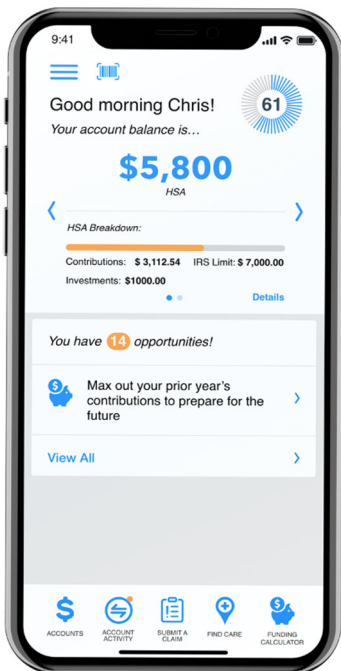 9:41
Good morning Chris!
61
Your account balance is...
$5,800
HSA
HSA Breakdown:
Contributions: $ 3,112.54 IRS Limit: $ 7,000.00
Investments: $1000.00
Details
You have 14 opportunities!
Max out your prior year's
contributions to prepare for the
future
View All
ACCOUNTS
ACCOUNT
ACTIVITY
SUBMIT A
CLAIM
FIND CARE
FUNDING
CALCULATOR